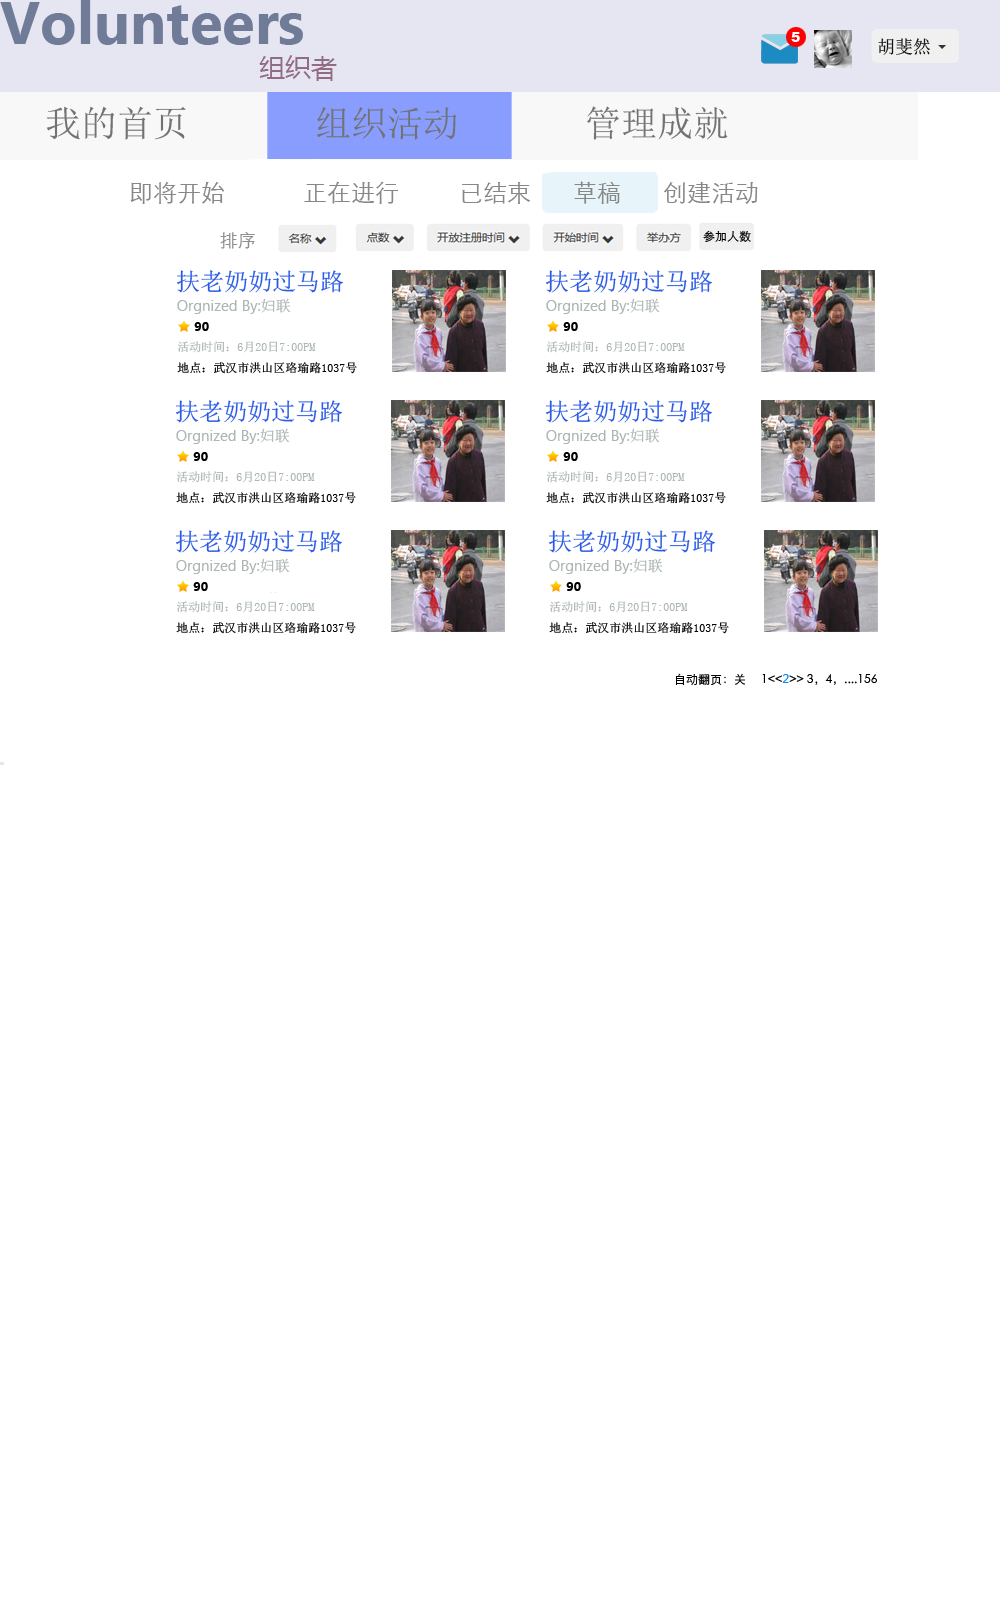 Volunteers
组织者
5
胡斐然
我的首页 组织活动 管理成就
即将开始 正在进行 已结束 草稿 创建活动
排序 名称 点数 开放注册时间 开始时间 举办方 参加人数
扶老奶奶过马路
Orgnized By:妇联
90
活动时间：6月20日7:00PM
地点：武汉市洪山区珞瑜路1037号
扶老奶奶过马路
Orgnized By:妇联
90
活动时间：6月20日7:00PM
地点：武汉市洪山区珞瑜路1037号
扶老奶奶过马路
Orgnized By:妇联
90
活动时间：6月20日7:00PM
地点：武汉市洪山区珞瑜路1037号
扶老奶奶过马路
Orgnized By:妇联
90
活动时间：6月20日7:00PM
地点：武汉市洪山区珞瑜路1037号
扶老奶奶过马路
Orgnized By:妇联
90
活动时间：6月20日7:00PM
地点：武汉市洪山区珞瑜路1037号
扶老奶奶过马路
Orgnized By:妇联
90
活动时间：6月20日7:00PM
地点：武汉市洪山区珞瑜路1037号
自动翻页：关 1<<2>> 3，4，....156